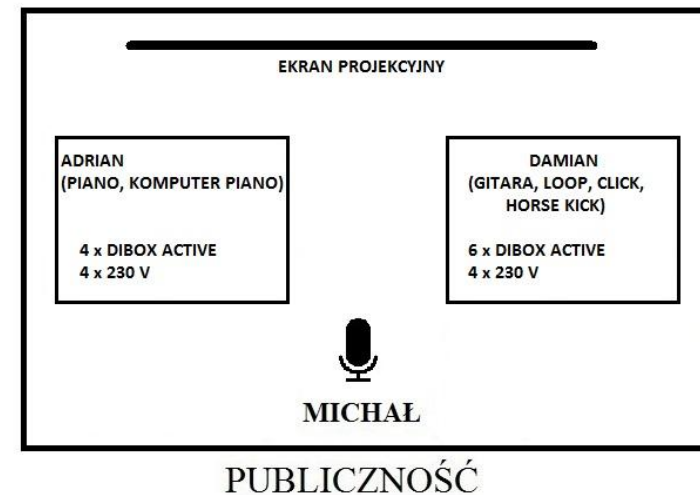 EKRAN PROJEKCYJNY
ADRIAN
(PIANO, KOMPUTER PIANO)
4 x DIBOX ACTIVE
4 x 230 V
DAMIAN
(GITARA, LOOP, CLICK,
HORSE KICK)
6 x DIBOX ACTIVE
4 x 230 V
MICHAŁ
PUBLICZNOŚĆ